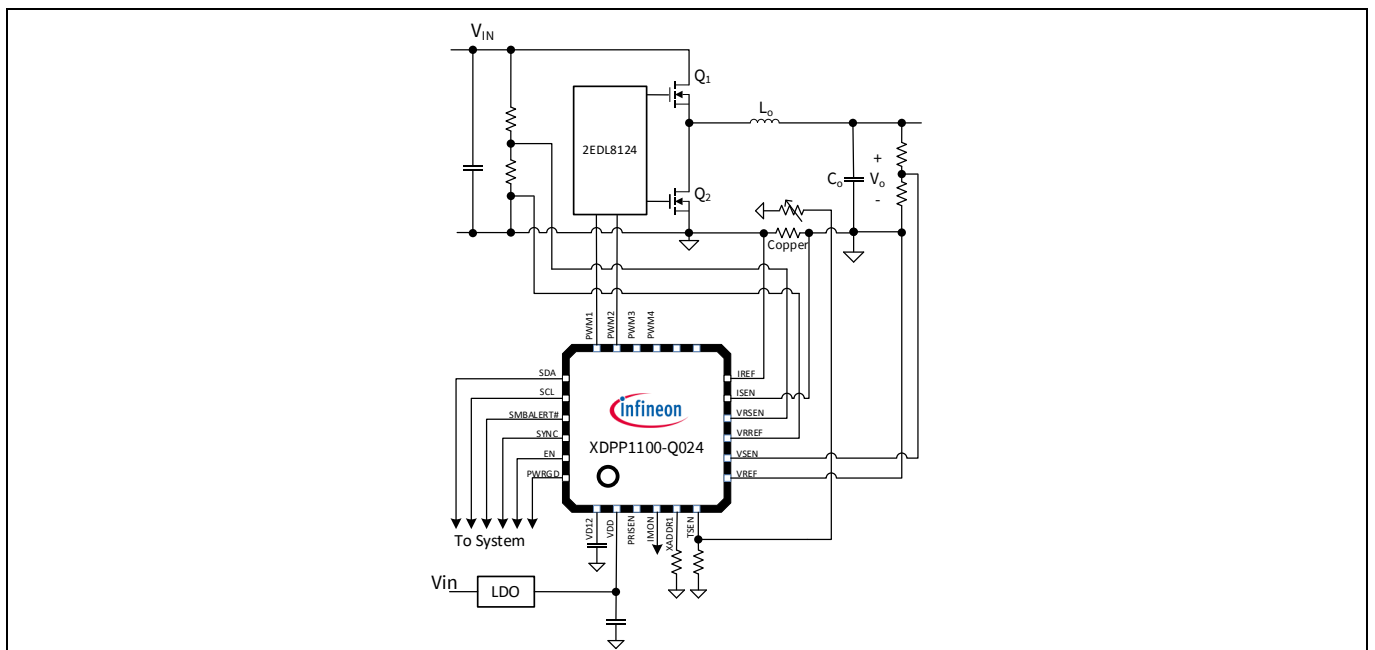 VIN
Q1
Lo
2EDL8124
+
Co
Vo
-
Q2
Copper
PWM1
PWM2
PWM3
PWM4
SDA
SCL
SMBALERT#
SYNC
EN
PWRGD
infineon
XDPP1100-Q024
IREF
ISEN
VRSEN
VRREF
VSEN
VREF
VD12
VDD
PRISEN
IMON
XADDR1
TSEN
To System
Vin
LDO